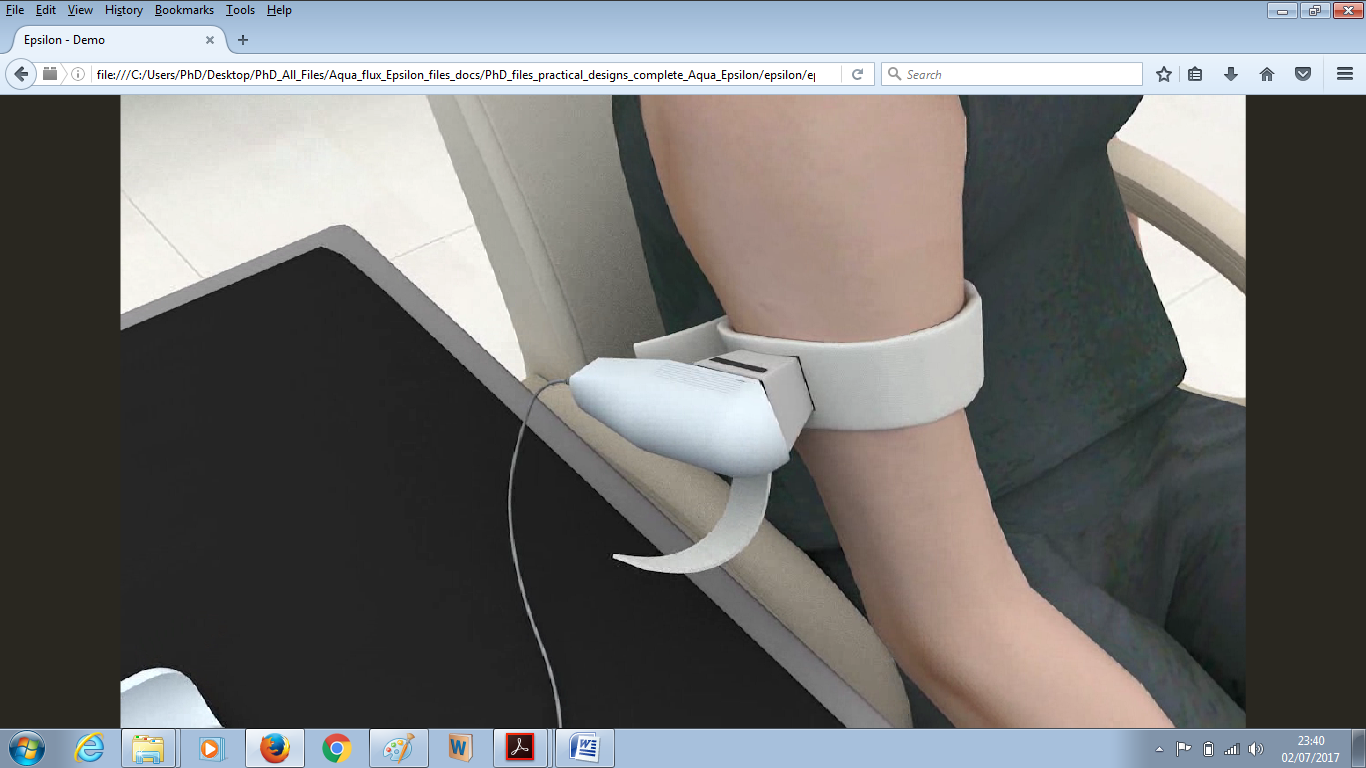 File Edit View History Bookmarks Tools Help
Epsilon - Demo
file:///C:/Users/PhD/Desktop/PhD_All_Files/Aqua_flux_Epsilon_files_docs/PhD_files_practical_designs_complete_Aqua_Epsilon/epsilon/ep
Search
23:40
02/07/2017